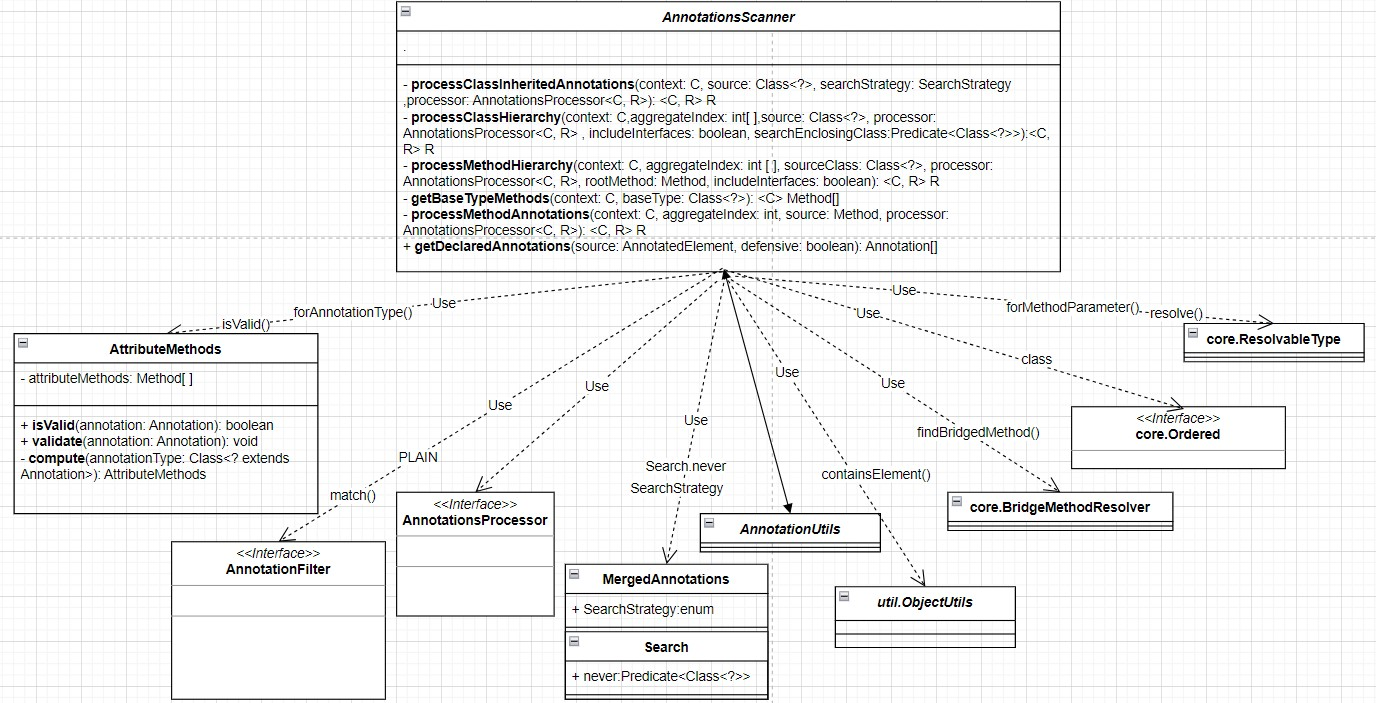 AnnotationsScanner
.
- processClassInheritedAnnotations(context: C, source: Class<?>, searchStrategy: SearchStrategy
,processor: AnnotationsProcessor<C, R>): <C, R> R
- processClassHierarchy(context: C,aggregateIndex: int[ ],source: Class<?>, processor:
AnnotationsProcessor<C, R> , includeInterfaces: boolean, searchEnclosingClass:Predicate<Class<?>>):<C,
R> R
- processMethodHierarchy(context: C, aggregateIndex: int [ ], sourceClass: Class<?>, processor:
AnnotationsProcessor<C, R>, rootMethod: Method, includeInterfaces: boolean): <C, R> R
- getBaseTypeMethods(context: C, baseType: Class<?>): <C> Method[]
- processMethodAnnotations(context: C, aggregateIndex: int, source: Method, processor:
AnnotationsProcessor<C, R>): <C, R> R
+ getDeclaredAnnotations(source: AnnotatedElement, defensive: boolean): Annotation[]
Use
forAnnotationType()
isValid()
Use
forMethodParameter()
resolve()
Use
class
AttributeMethods
- attributeMethods: Method[ ]
+ isValid(annotation: Annotation): boolean
+ validate(annotation: Annotation): void
- compute(annotationType: Class<? extends
Annotation>): AttributeMethods
core.ResolvableType
<<Interface>>
core.Ordered
Use
PLAIN
match()
Use
Use
Search.never
SearchStrategy
Use
containsElement()
Use
findBridgedMethod()
<<Interface>>
AnnotationFilter
<<Interface>>
AnnotationsProcessor
MergedAnnotations
+ SearchStrategy:enum
Search
+ never:Predicate<Class<?>>
AnnotationUtils
util.ObjectUtils
core.BridgeMethodResolver